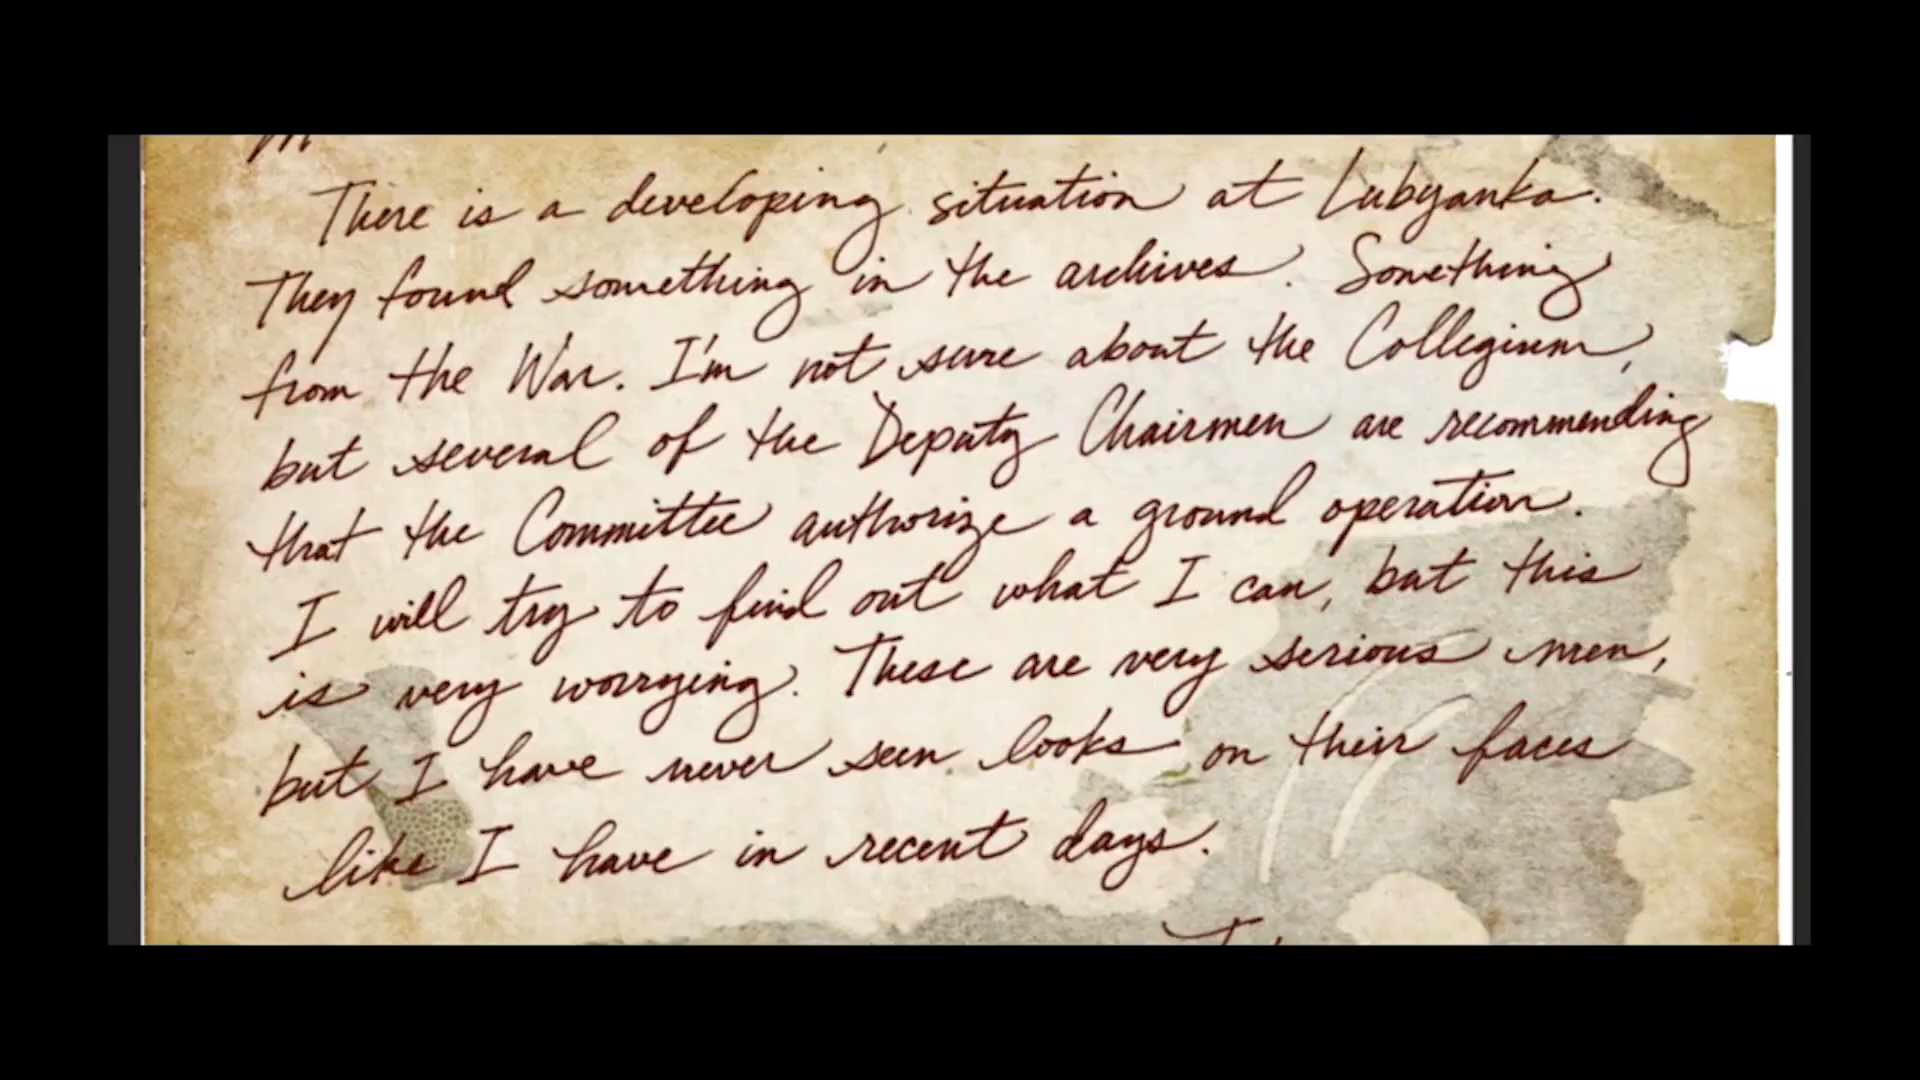 M
There is a developing situation at Lubyanka.
They found something in the archives. Something
from the War. I'm not sure about the Collegium,
but several of the Deputy Chairmen are recommending
that the Committee authorize a ground operation.
I will try to find out what I can, but this
is very worrying. These are very serious men,
but I have never seen looks on their faces
like I have in recent days.